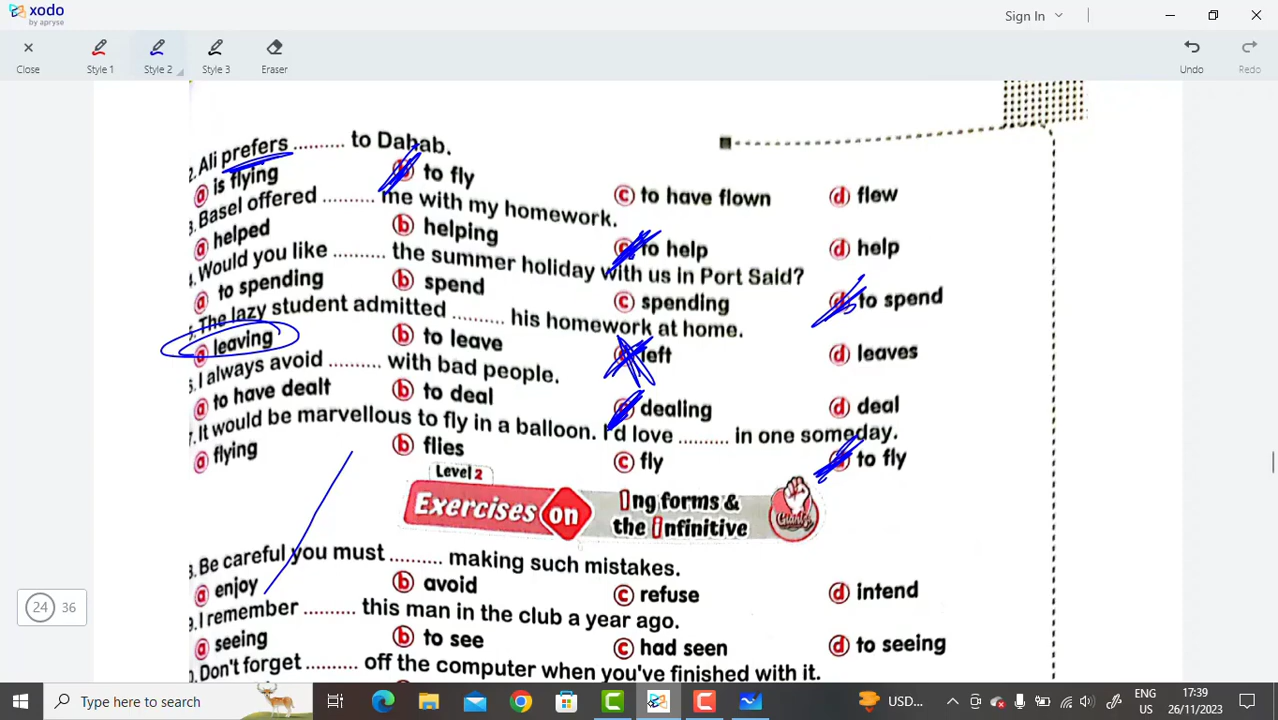 xodo
by apryse
Sign In
Close
Style 1
Style 2
Style 3
Eraser
Undo
Redo
2. Ali prefers .......... to Dahab.
a is flying b to fly c to have flown d flew
3. Basel offered .......... me with my homework.
a helped b helping c to help d help
4. Would you like .......... the summer holiday with us in Port Said?
a to spending b spend c spending d to spend
5. The lazy student admitted .......... his homework at home.
a leaving b to leave c left d leaves
6. I always avoid .......... with bad people.
a to have dealt b to deal c dealing d deal
7. It would be marvellous to fly in a balloon. I'd love .......... in one someday.
a flying b flies c fly d to fly
Level 2
Exercises on Ing forms &
the infinitive
Giants
8. Be careful you must .......... making such mistakes.
a enjoy b avoid c refuse d intend
9. I remember .......... this man in the club a year ago.
a seeing b to see c had seen d to seeing
Don't forget .......... off the computer when you've finished with it.
24 36
Type here to search
USD...
ENG
US
17:39
26/11/2023